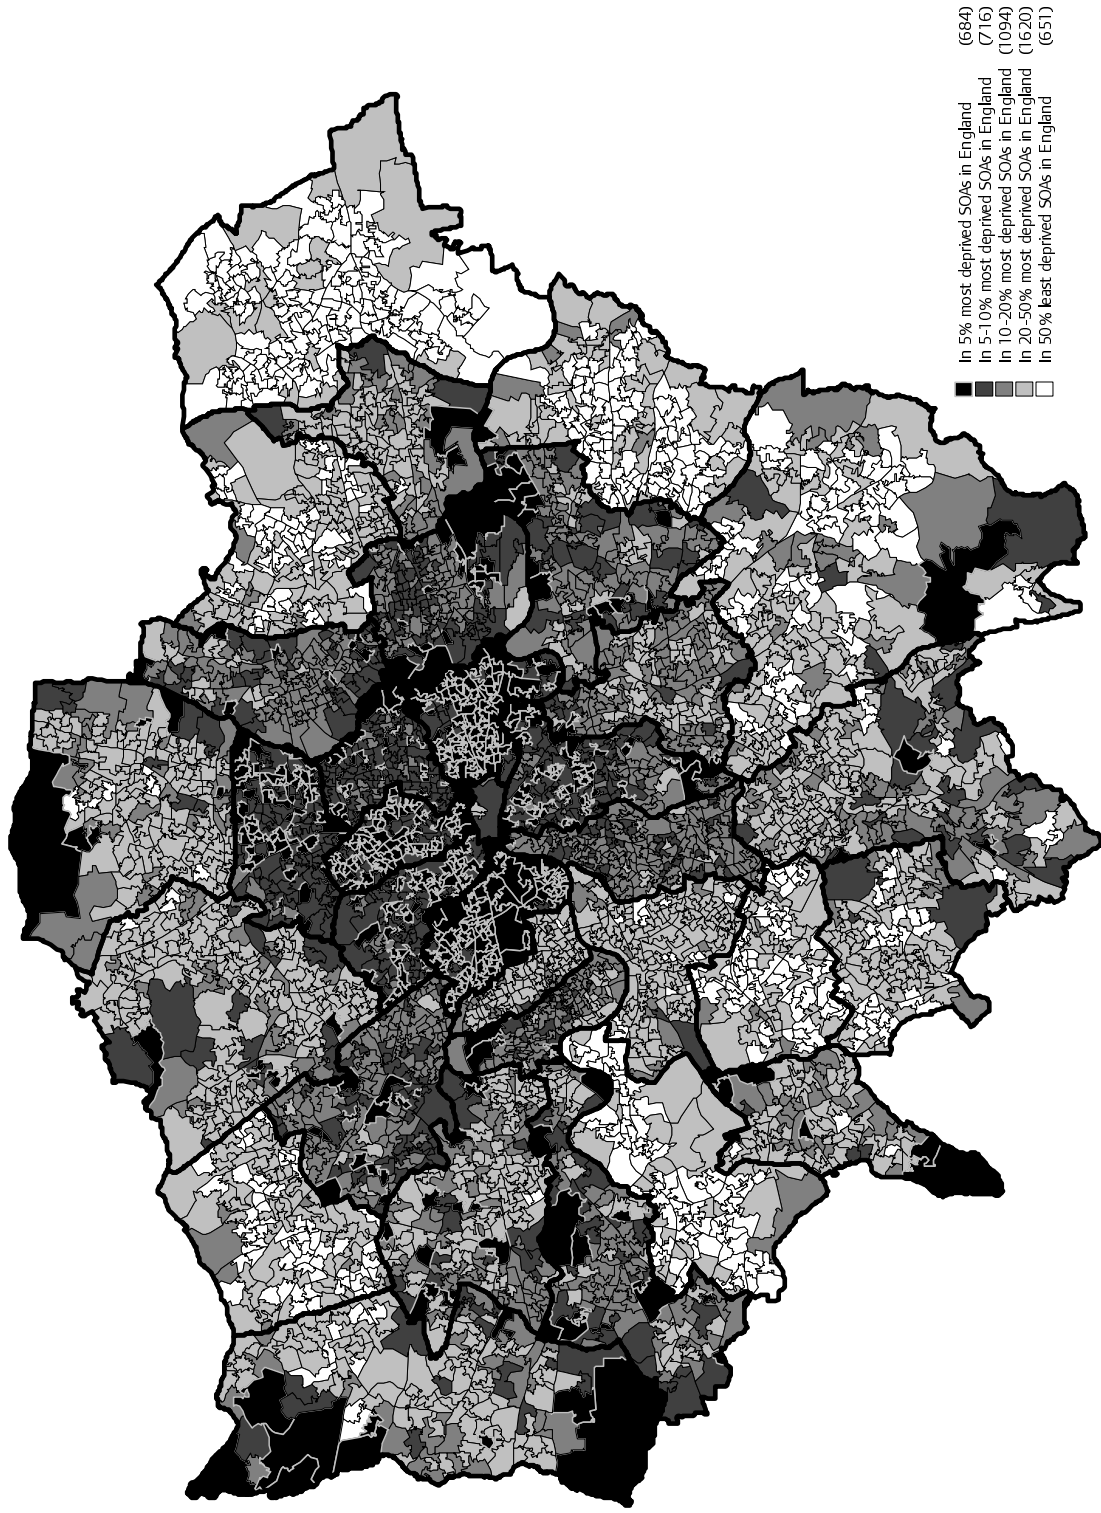 In 5% most deprived SOAs in England (684)
In 5-10% most deprived SOAs in England (716)
In 10-20% most deprived SOAs in England (1094)
In 20-50% most deprived SOAs in England (1620)
In 50% least deprived SOAs in England (651)